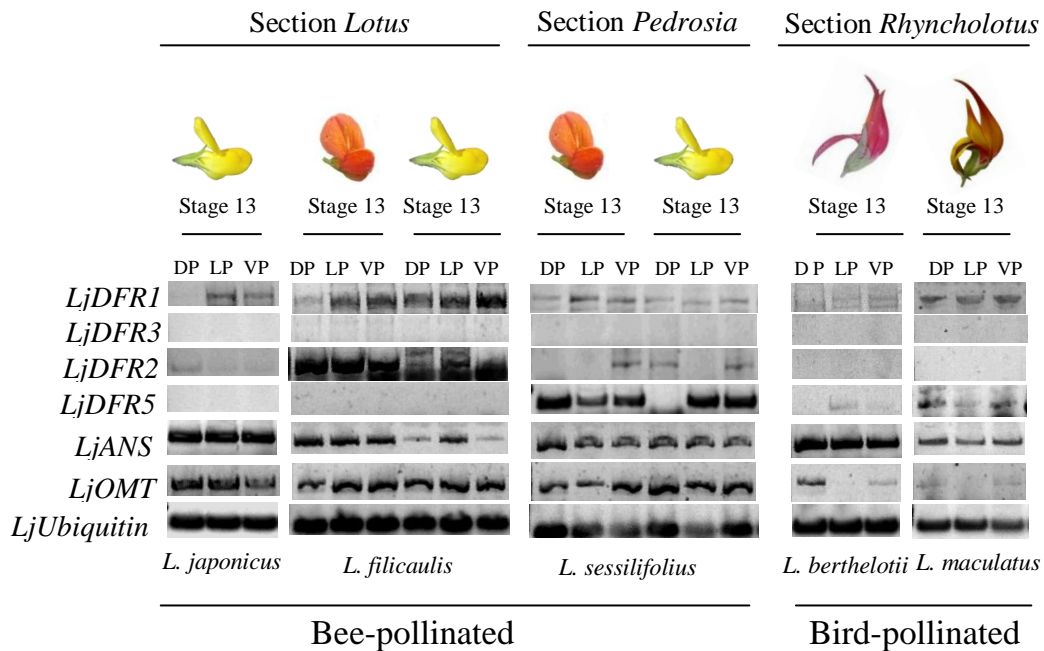 Section Lotus Section Pedrosia Section Rhyncholotus
Stage 13 Stage 13 Stage 13 Stage 13 Stage 13 Stage 13 Stage 13
DP LP VP DP LP VP DP LP VP DP LP VP DP LP VP D P LP VP DP LP VP
LjDFR1
LjDFR3
LjDFR2
LjDFR5
LjANS
LjOMT
LjUbiquitin
L. japonicus L. filicaulis L. sessilifolius L. berthelotii L. maculatus
Bee-pollinated Bird-pollinated